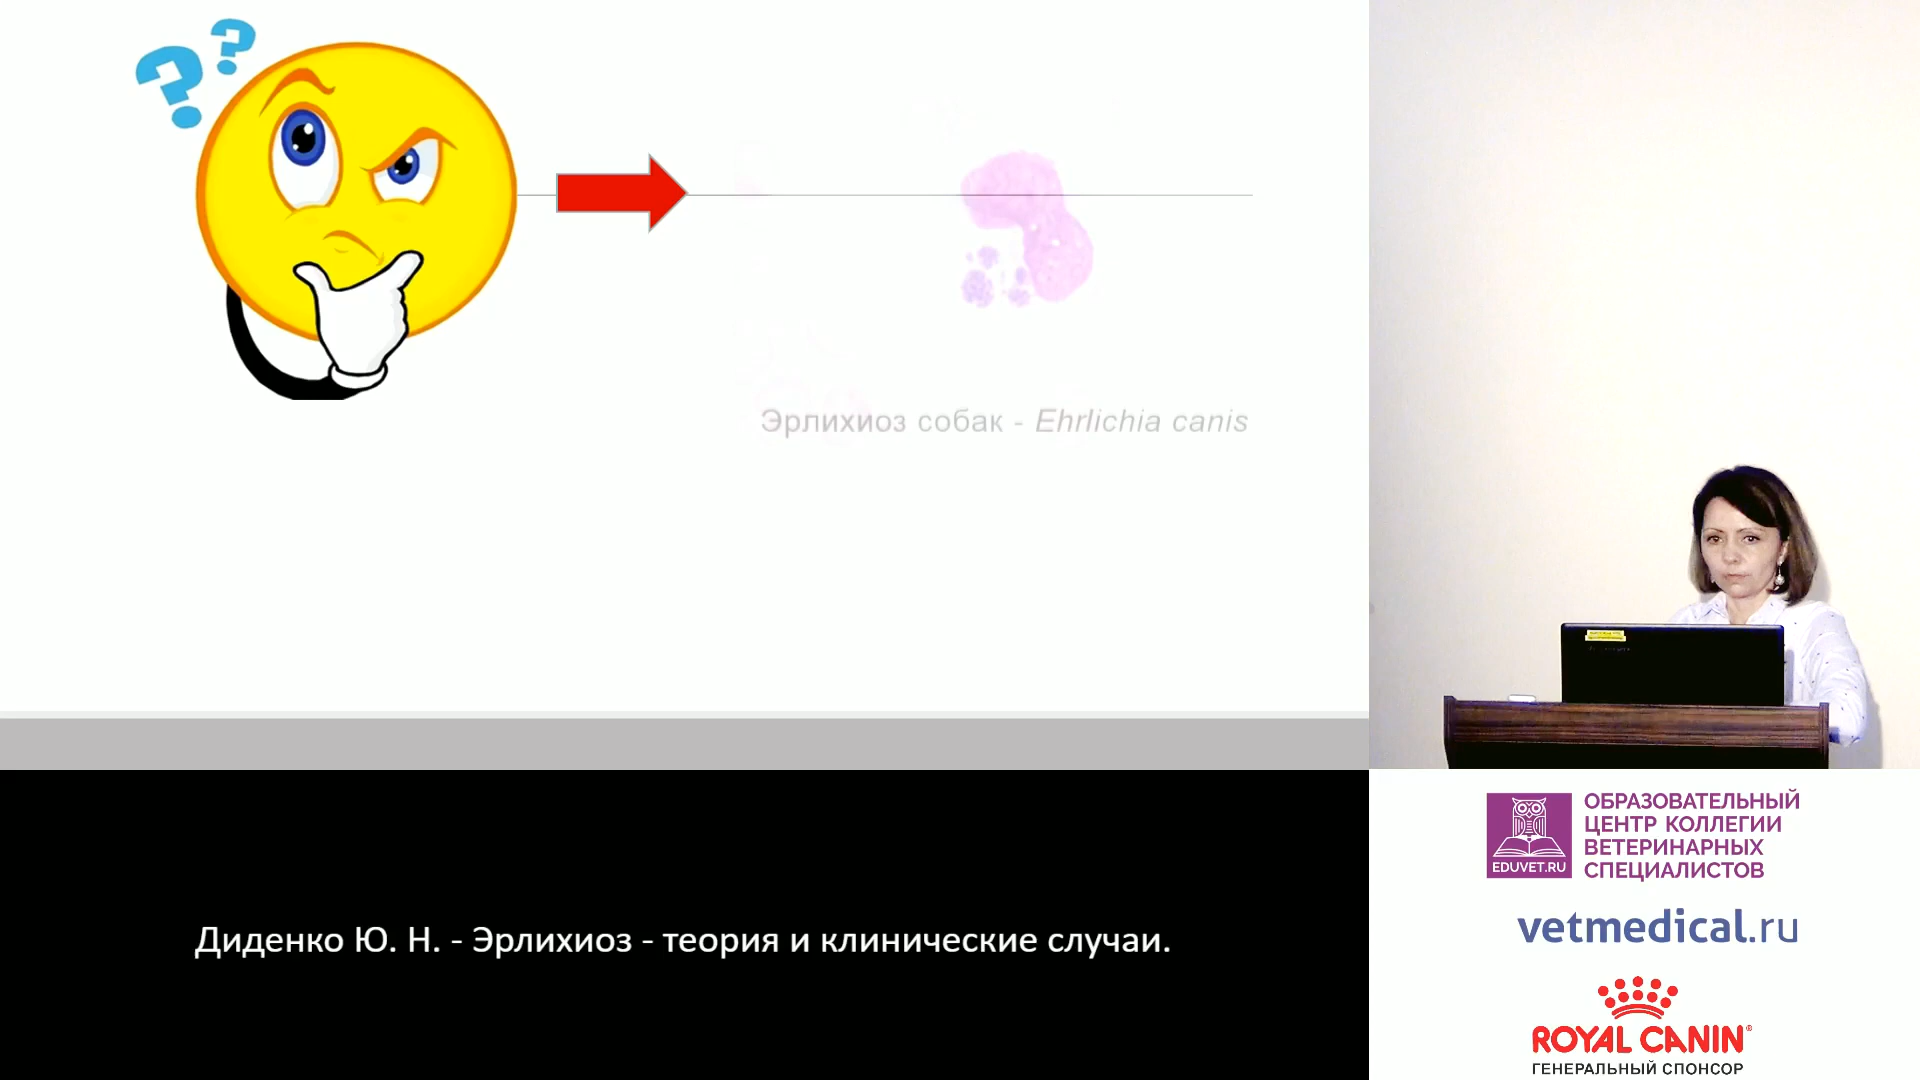 ? ?
Эрлихиоз собак - Ehrlichia canis
Диденко Ю. Н. - Эрлихиоз - теория и клинические случаи.
EDUVET.RU
ОБРАЗОВАТЕЛЬНЫЙ
ЦЕНТР КОЛЛЕГИИ
ВЕТЕРИНАРНЫХ
СПЕЦИАЛИСТОВ
vetmedical.ru
ROYAL CANIN®
ГЕНЕРАЛЬНЫЙ СПОНСОР